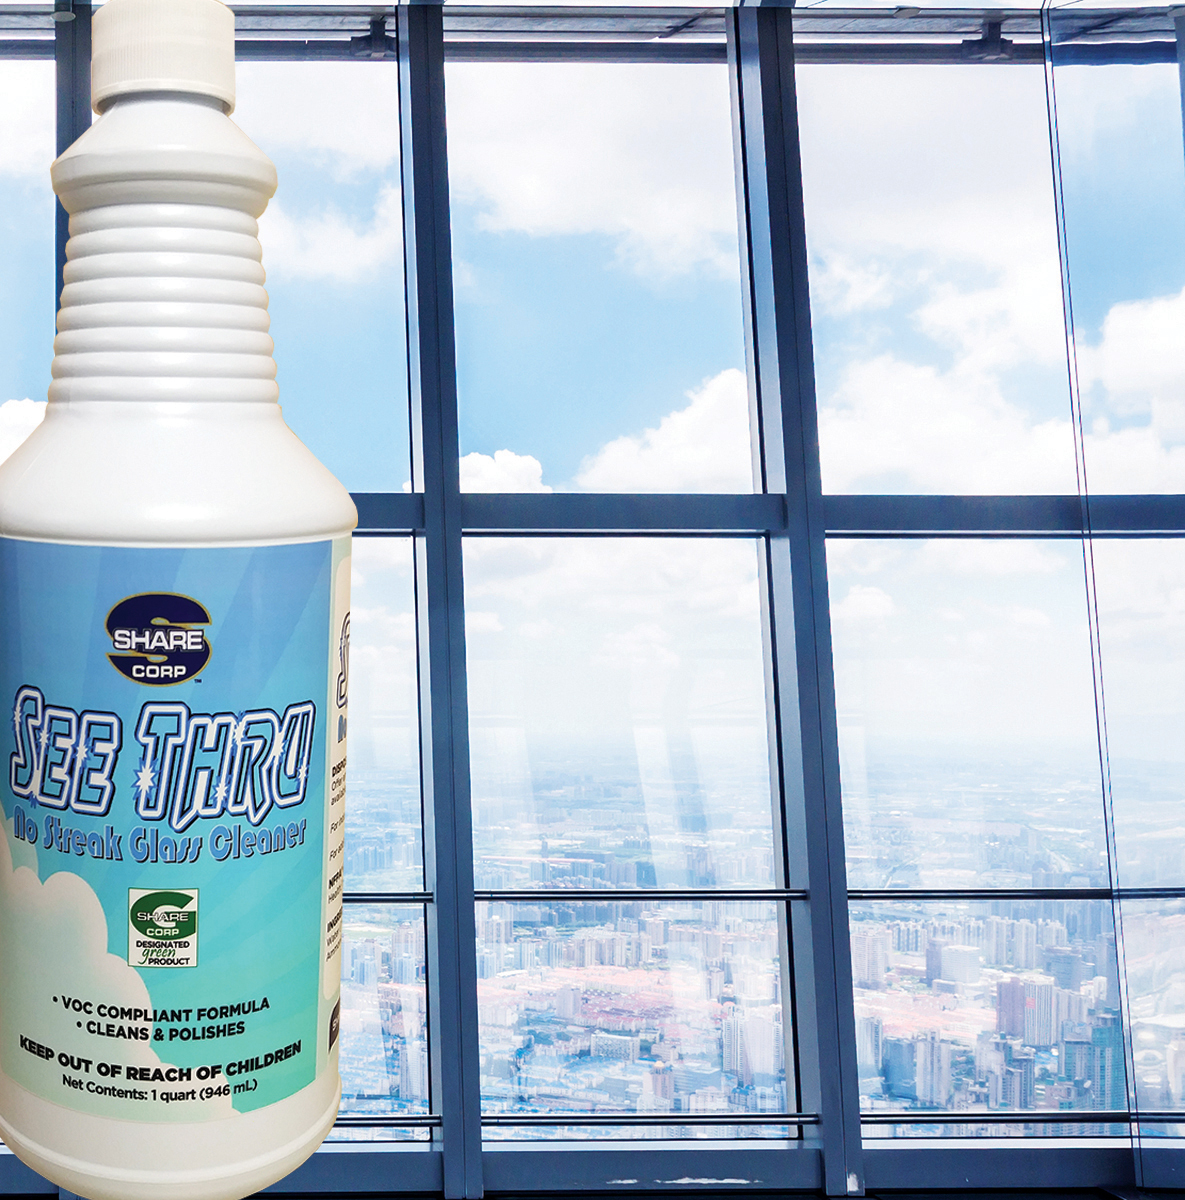 SHARE
CORP
™
SEE THRU
No Streak Glass Cleaner
SHARE
CORP
DESIGNATED
green
PRODUCT
• VOC COMPLIANT FORMULA
• CLEANS & POLISHES
KEEP OUT OF REACH OF CHILDREN
Net Contents: 1 quart (946 mL)